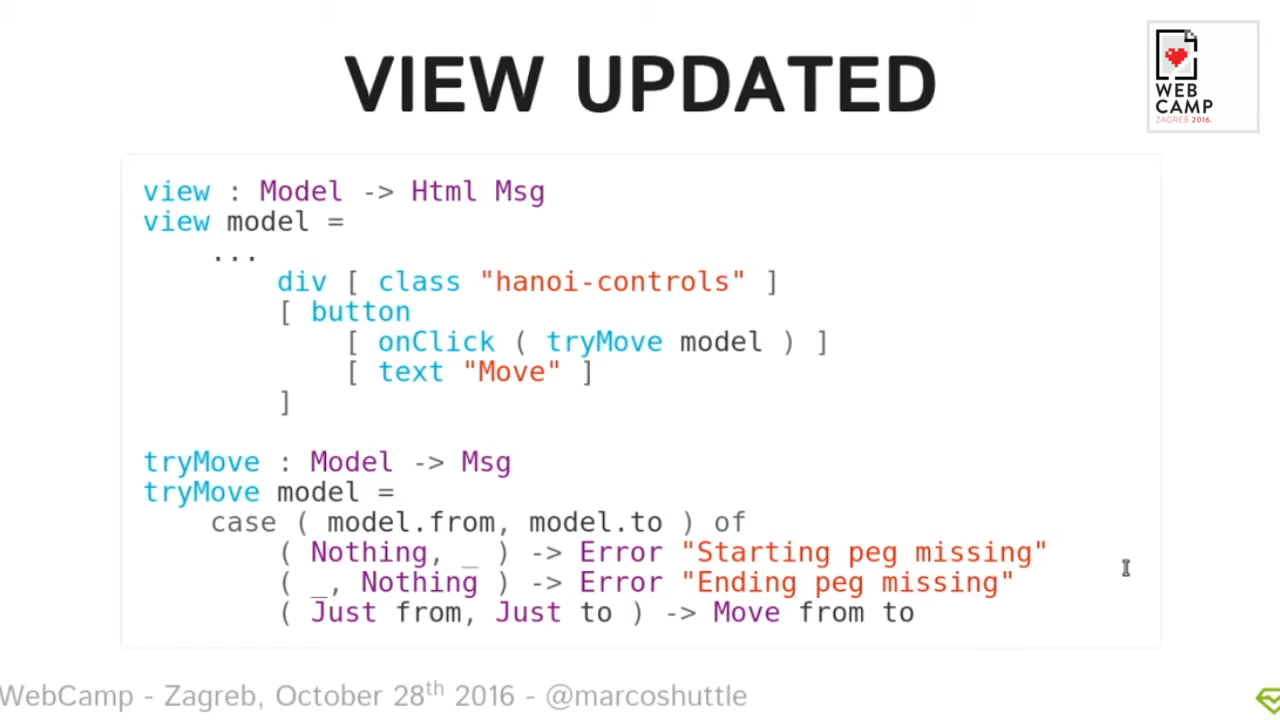 VIEW UPDATED
WEB
CAMP
ZAGREB 2016.
view : Model -> Html Msg
view model =
    ...
        div [ class "hanoi-controls" ]
        [ button
            [ onClick ( tryMove model ) ]
            [ text "Move" ]
        ]
tryMove : Model -> Msg
tryMove model =
    case ( model.from, model.to ) of
        ( Nothing, _ ) -> Error "Starting peg missing"
        ( _, Nothing ) -> Error "Ending peg missing"
        ( Just from, Just to ) -> Move from to
WebCamp - Zagreb, October 28th 2016 - @marcoshuttle